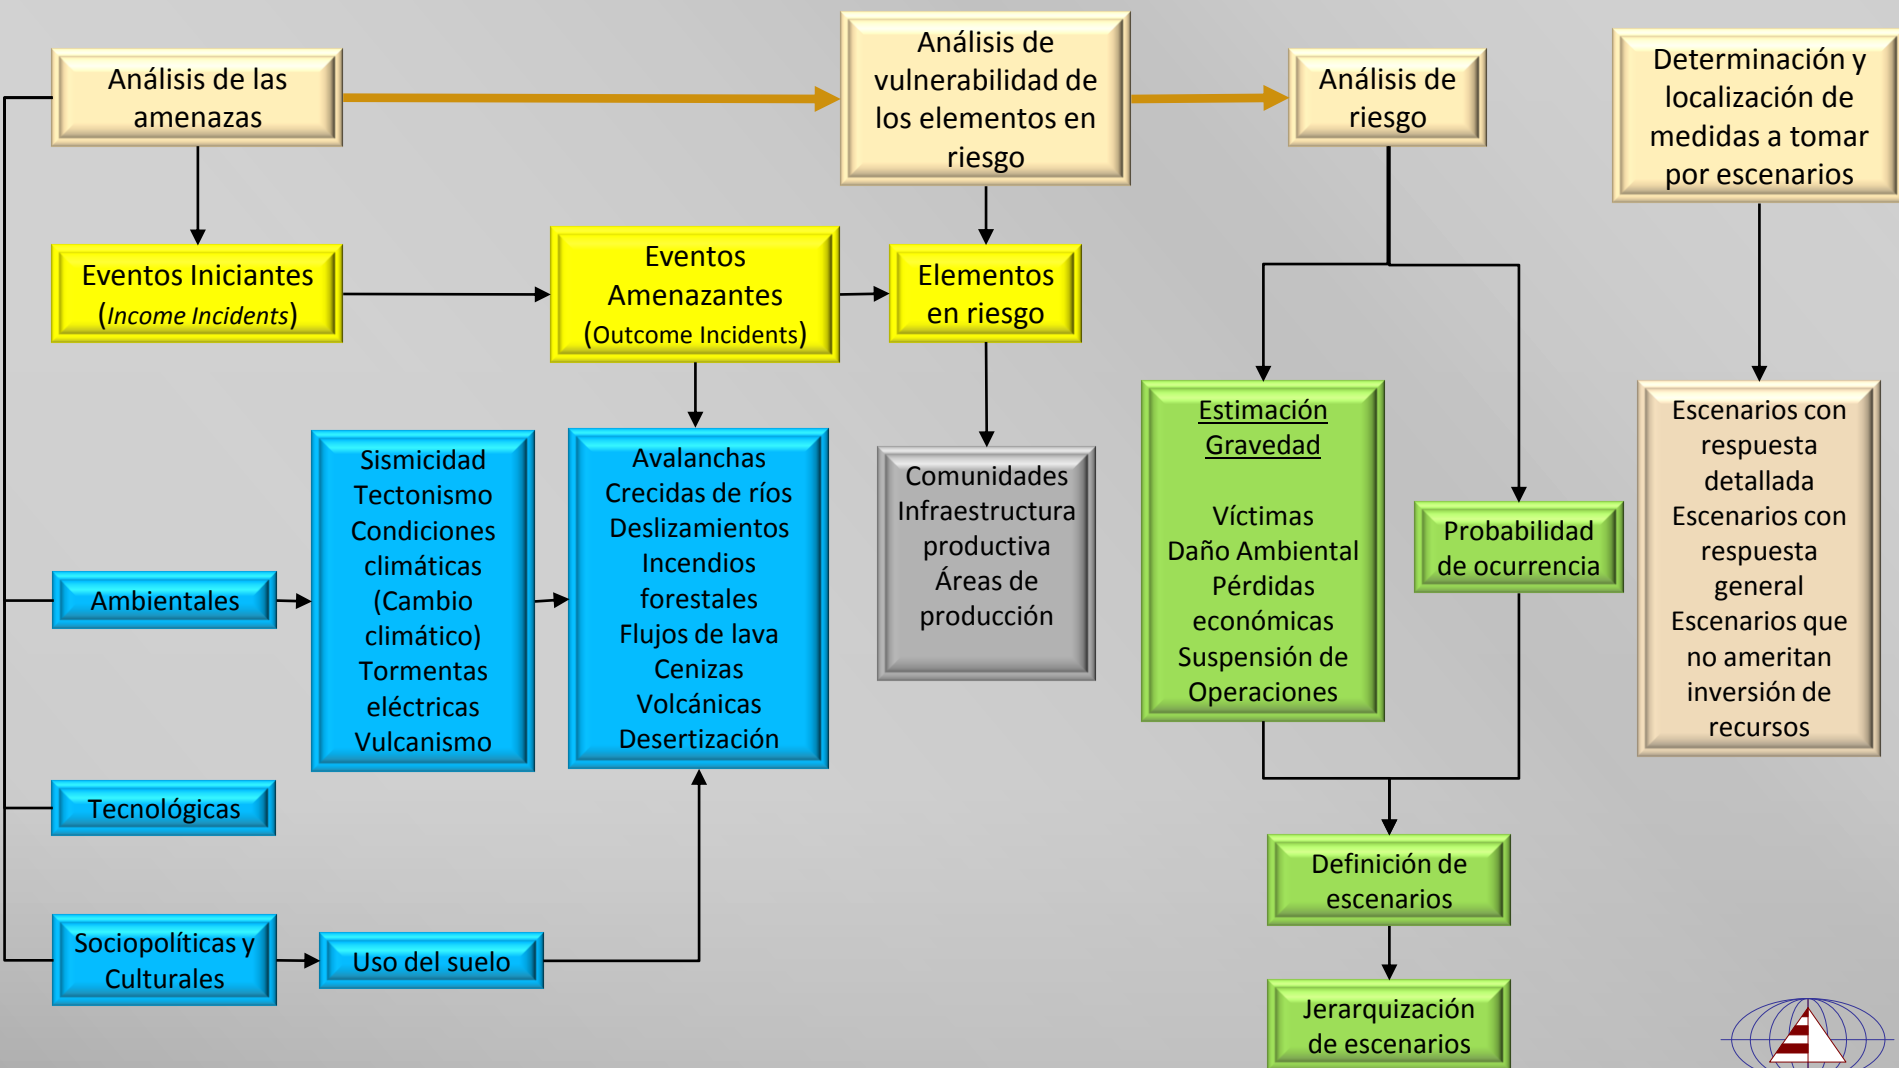 Análisis de las
amenazas
Análisis de
vulnerabilidad de
los elementos en
riesgo
Análisis de
riesgo
Determinación y
localización de
medidas a tomar
por escenarios
Eventos Iniciantes
(Income Incidents)
Eventos
Amenazantes
(Outcome Incidents)
Elementos
en riesgo
Ambientales
Sismicidad
Tectonismo
Condiciones
climáticas
(Cambio
climático)
Tormentas
eléctricas
Vulcanismo
Avalanchas
Crecidas de ríos
Deslizamientos
Incendios
forestales
Flujos de lava
Cenizas
Volcánicas
Desertización
Comunidades
Infraestructura
productiva
Áreas de
producción
Estimación
Gravedad
Víctimas
Daño Ambiental
Pérdidas
económicas
Suspensión de
Operaciones
Probabilidad
de ocurrencia
Escenarios con
respuesta
detallada
Escenarios con
respuesta
general
Escenarios que
no ameritan
inversión de
recursos
Tecnológicas
Sociopolíticas y
Culturales
Uso del suelo
Definición de
escenarios
Jerarquización
de escenarios